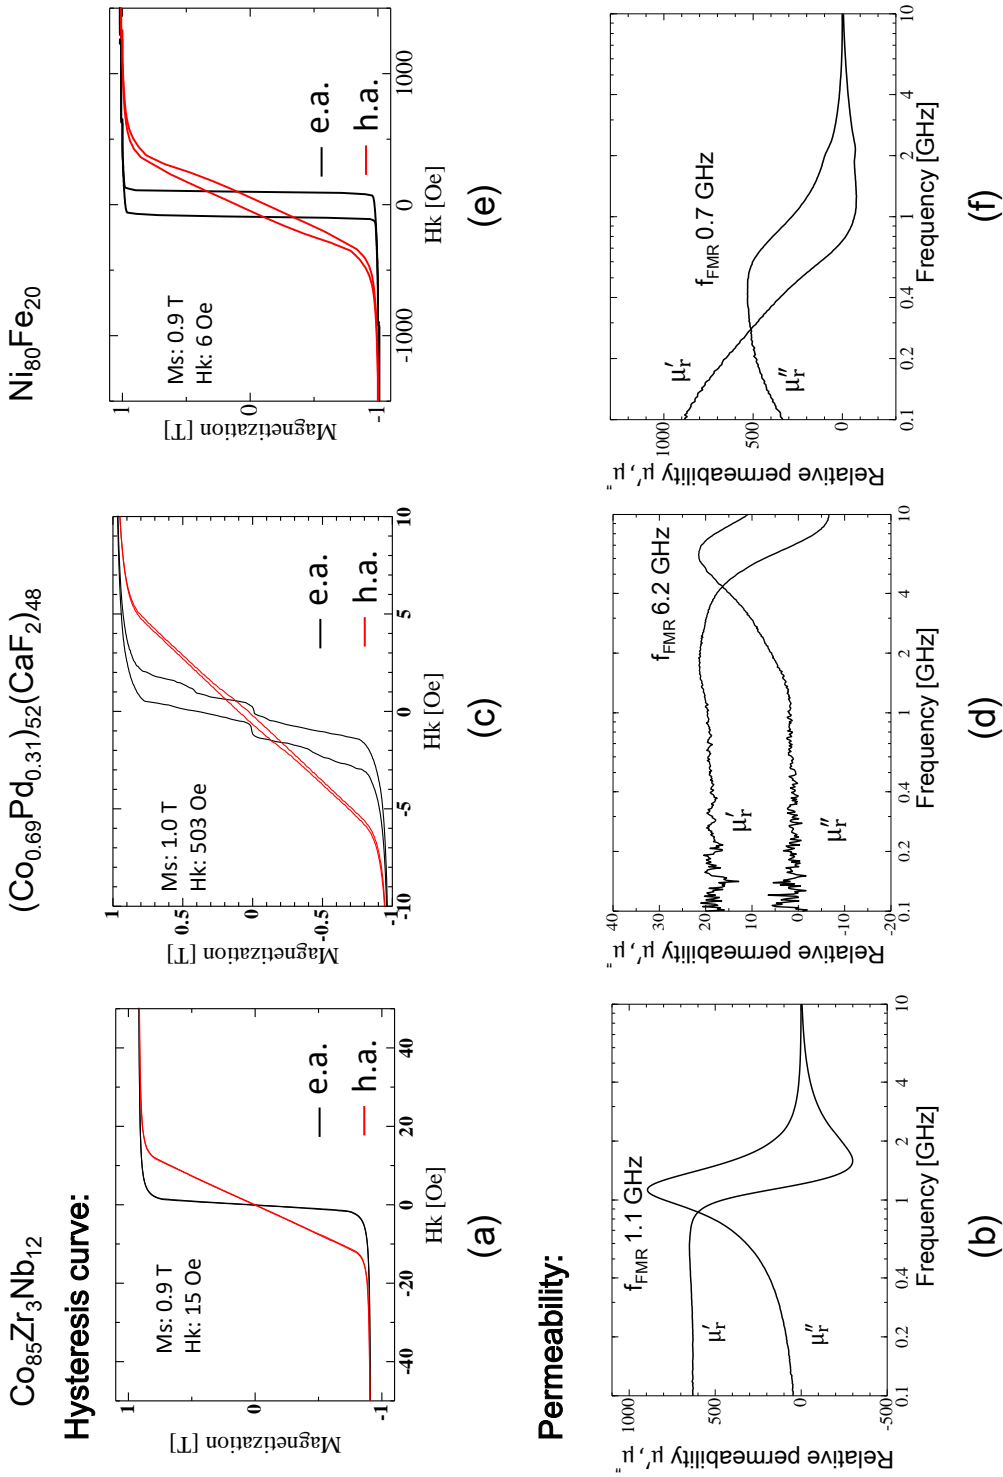 Co85Zr3Nb12
(Co0.69Pd0.31)52(CaF2)48
Ni80Fe20
Hysteresis curve:
Magnetization [T]
1
0
-1
Ms: 0.9 T
Hk: 15 Oe
e.a.
h.a.
-40
-20
0
20
40
Hk [Oe]
(a)
Magnetization [T]
1
0.5
0
-0.5
-1
Ms: 1.0 T
Hk: 503 Oe
e.a.
h.a.
-10
-5
0
5
10
Hk [Oe]
(c)
Magnetization [T]
1
0
-1
Ms: 0.9 T
Hk: 6 Oe
e.a.
h.a.
-1000
0
1000
Hk [Oe]
(e)
Permeability:
Relative permeability μ', μ''
1000
500
0
-500
fFMR 1.1 GHz
μr'
μr''
0.1
0.2
0.4
1
2
4
10
Frequency [GHz]
(b)
Relative permeability μ', μ''
40
30
20
10
0
-10
-20
fFMR 6.2 GHz
μr'
μr''
0.1
0.2
0.4
1
2
4
10
Frequency [GHz]
(d)
Relative permeability μ', μ''
1000
500
0
fFMR 0.7 GHz
μr'
μr''
0.1
0.2
0.4
1
2
4
10
Frequency [GHz]
(f)